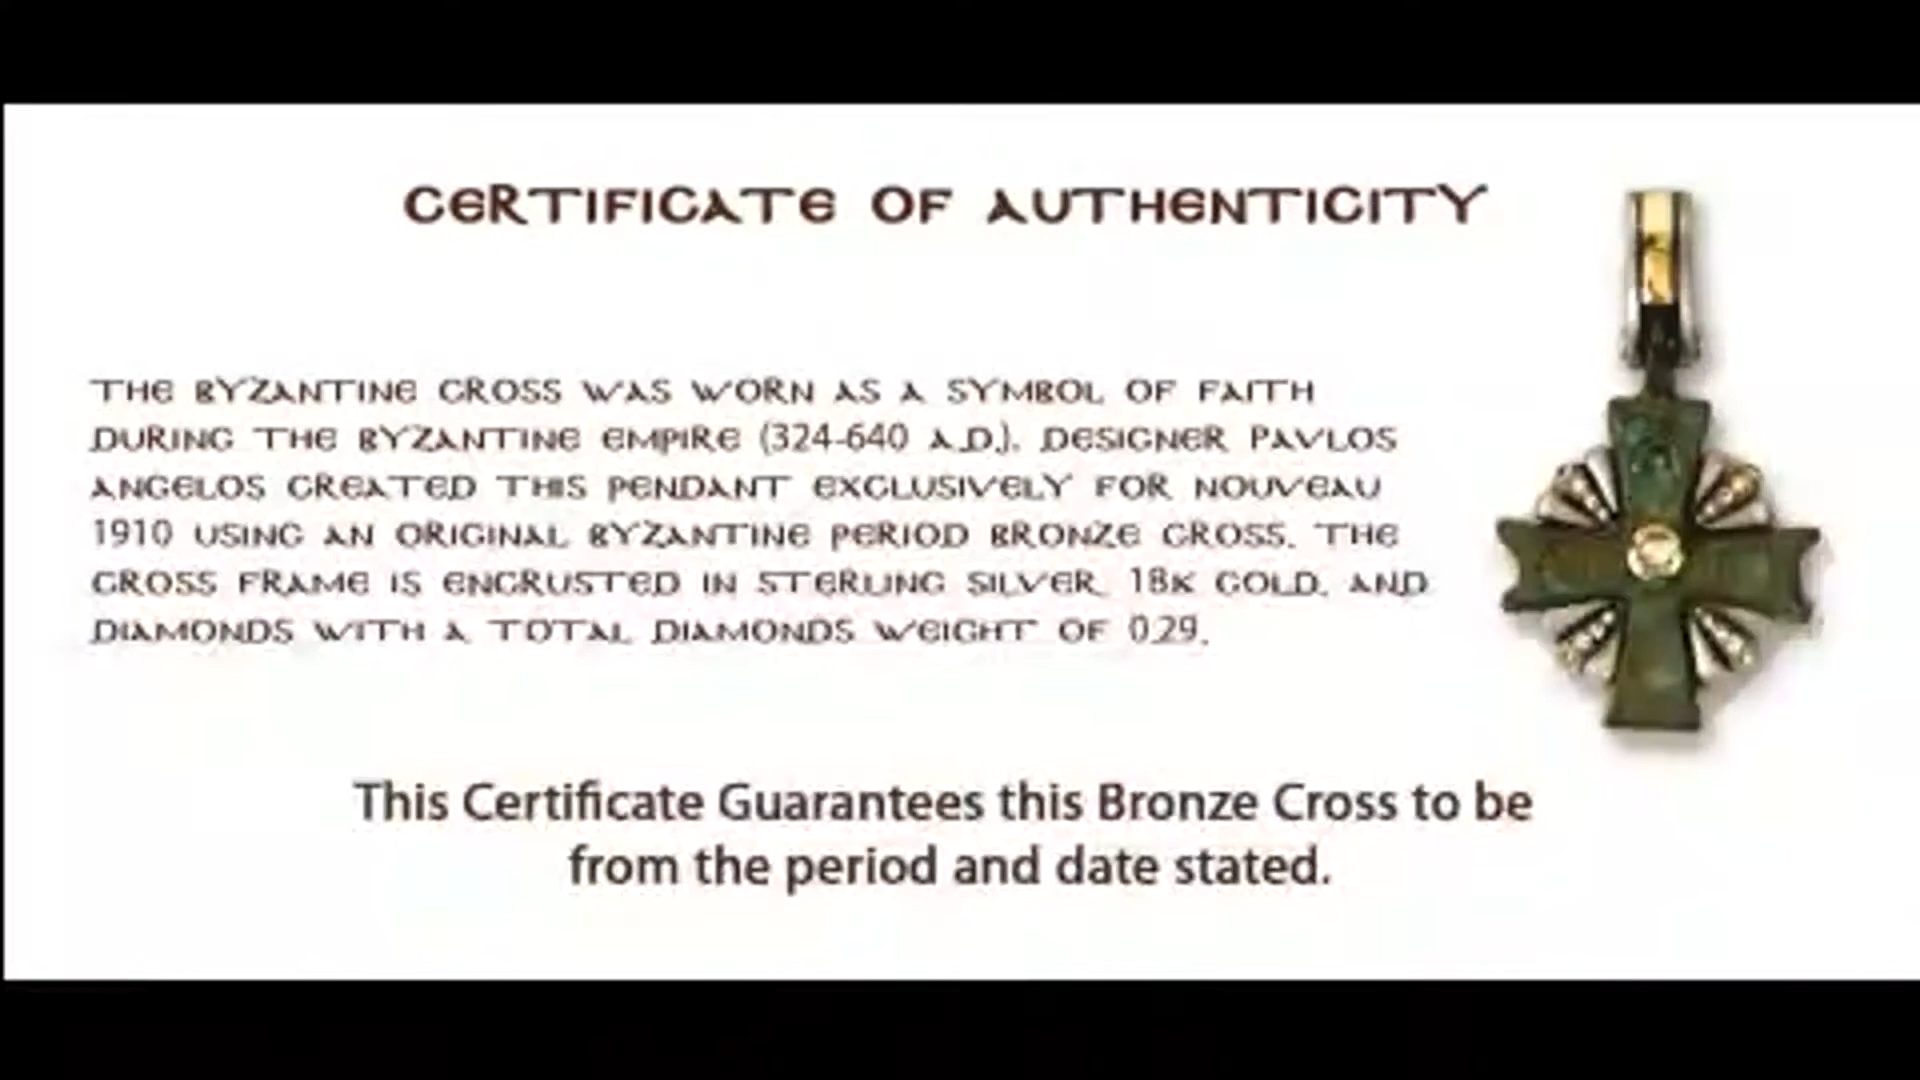 CERTIFICATE OF AUTHENTICITY
THE BYZANTINE CROSS WAS WORN AS A SYMBOL OF FAITH
DURING THE BYZANTINE EMPIRE (324-640 A.D.). DESIGNER PAVLOS
ANGELOS CREATED THIS PENDANT EXCLUSIVELY FOR NOUVEAU
1910 USING AN ORIGINAL BYZANTINE PERIOD BRONZE CROSS. THE
CROSS FRAME IS ENCRUSTED IN STERLING SILVER, 18K GOLD, AND
DIAMONDS WITH A TOTAL DIAMONDS WEIGHT OF 0.29.
This Certificate Guarantees this Bronze Cross to be
from the period and date stated.